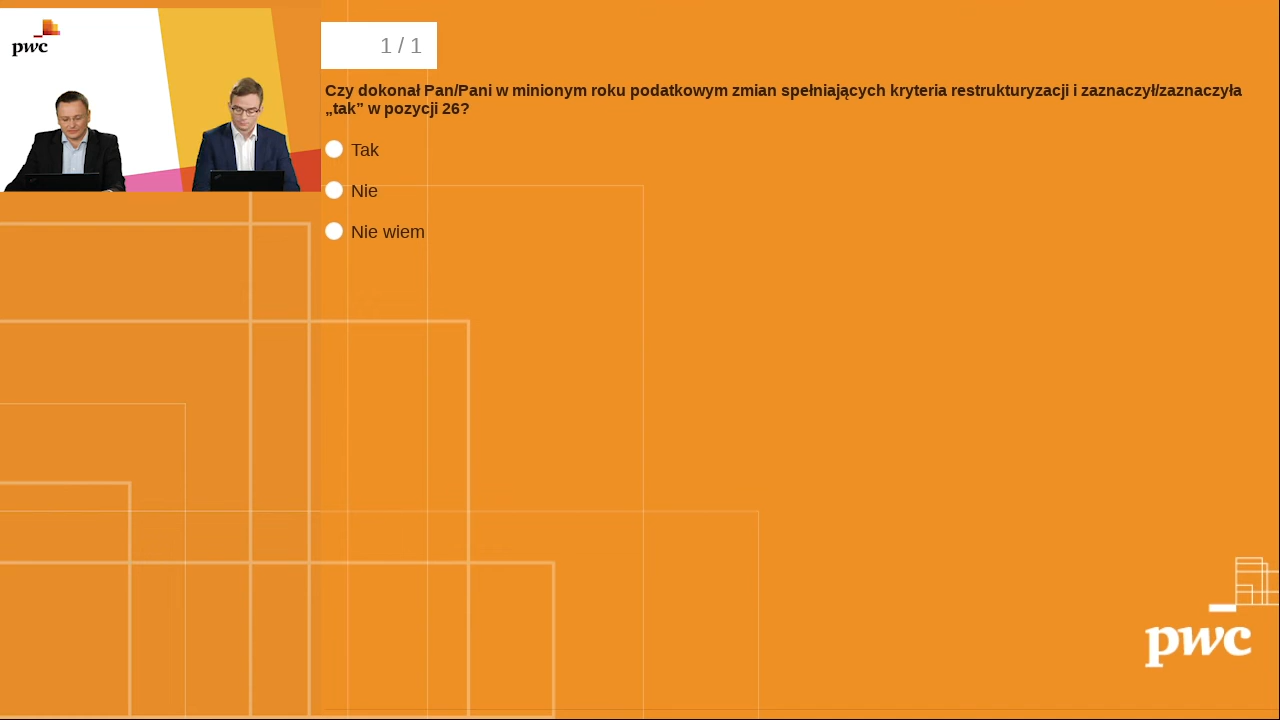 pwc
1 / 1
Czy dokonał Pan/Pani w minionym roku podatkowym zmian spełniających kryteria restrukturyzacji i zaznaczył/zaznaczyła
„tak” w pozycji 26?
Tak
Nie
Nie wiem
pwc